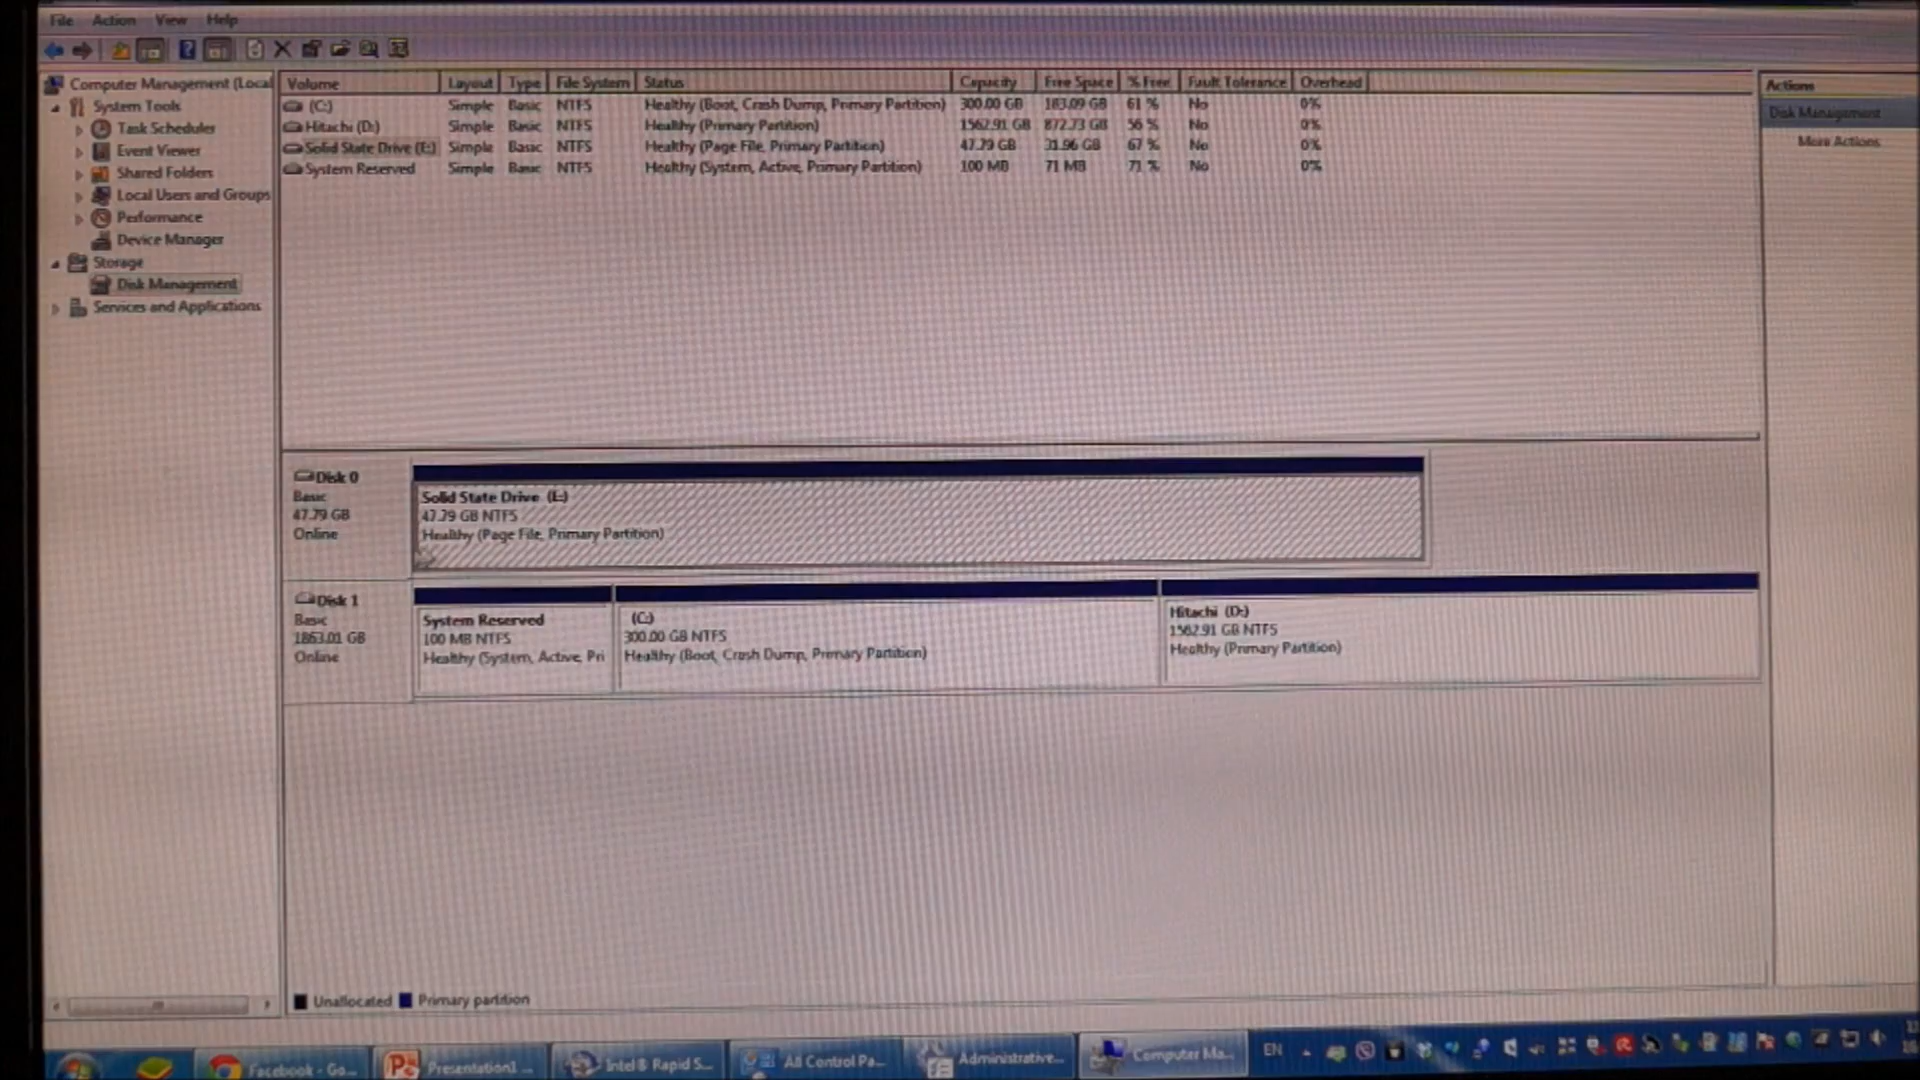 File Action View Help
Computer Management (Local
System Tools
Task Scheduler
Event Viewer
Shared Folders
Local Users and Groups
Performance
Device Manager
Storage
Disk Management
Services and Applications
Volume Layout Type File System Status Capacity Free Space % Free Fault Tolerance Overhead
(C:) Simple Basic NTFS Healthy (Boot, Crash Dump, Primary Partition) 300.00 GB 183.09 GB 61 % No 0%
Hitachi (D:) Simple Basic NTFS Healthy (Primary Partition) 1562.91 GB 872.73 GB 56 % No 0%
Solid State Drive (E:) Simple Basic NTFS Healthy (Page File, Primary Partition) 47.79 GB 31.96 GB 67 % No 0%
System Reserved Simple Basic NTFS Healthy (System, Active, Primary Partition) 100 MB 71 MB 71 % No 0%
Actions
Disk Management
More Actions
Disk 0
Basic
47.79 GB
Online
Solid State Drive (E:)
47.79 GB NTFS
Healthy (Page File, Primary Partition)
Disk 1
Basic
1863.01 GB
Online
System Reserved
100 MB NTFS
Healthy (System, Active, Pri
(C:)
300.00 GB NTFS
Healthy (Boot, Crash Dump, Primary Partition)
Hitachi (D:)
1562.91 GB NTFS
Healthy (Primary Partition)
Unallocated Primary partition
Facebook - Go... Presentation1 ... Intel® Rapid S... All Control Pa... Administrative... Computer Ma... EN